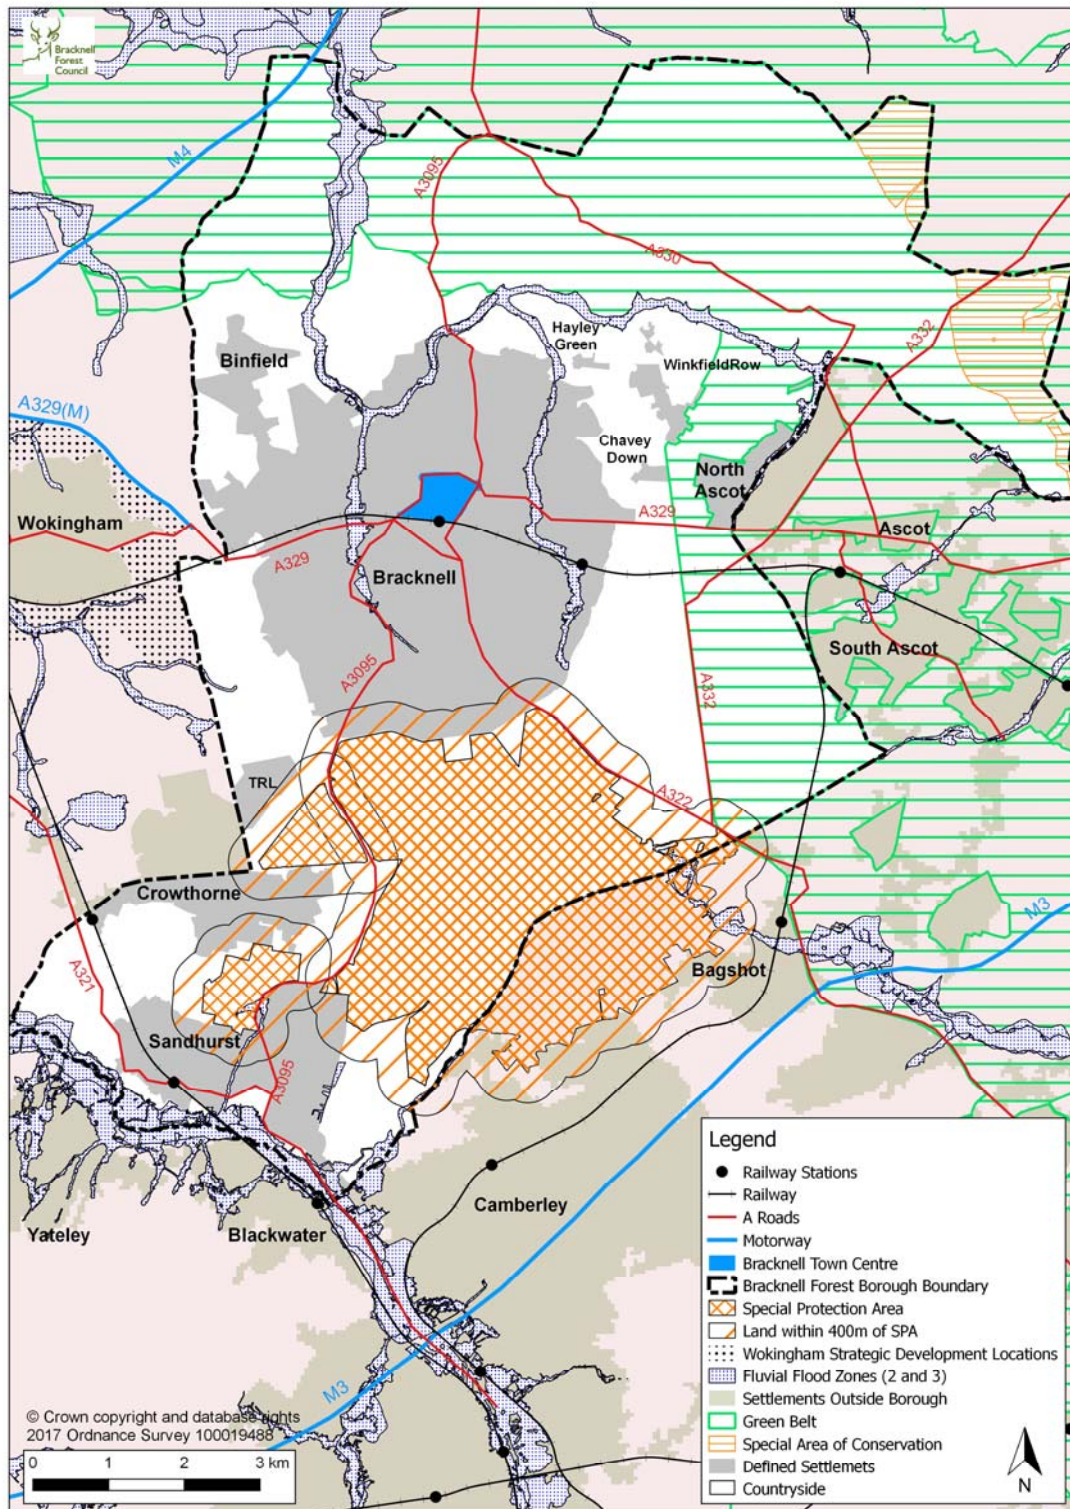 Bracknell
Forest
Council
M4
A3095
A330
A332
Hayley
Green
Binfield
WinkfieldRow
A329(M)
Chavey
Down
North
Ascot
Wokingham
A329
Ascot
A329
Bracknell
South Ascot
A3095
A332
TRL
A322
Crowthorne
M3
A321
Bagshot
Sandhurst
A3095
Camberley
Yateley
Blackwater
M3
Legend
Railway Stations
Railway
A Roads
Motorway
Bracknell Town Centre
Bracknell Forest Borough Boundary
Special Protection Area
Land within 400m of SPA
Wokingham Strategic Development Locations
Fluvial Flood Zones (2 and 3)
Settlements Outside Borough
Green Belt
Special Area of Conservation
Defined Settlemets
Countryside
N
© Crown copyright and database rights
2017 Ordnance Survey 100019488
0 1 2 3 km